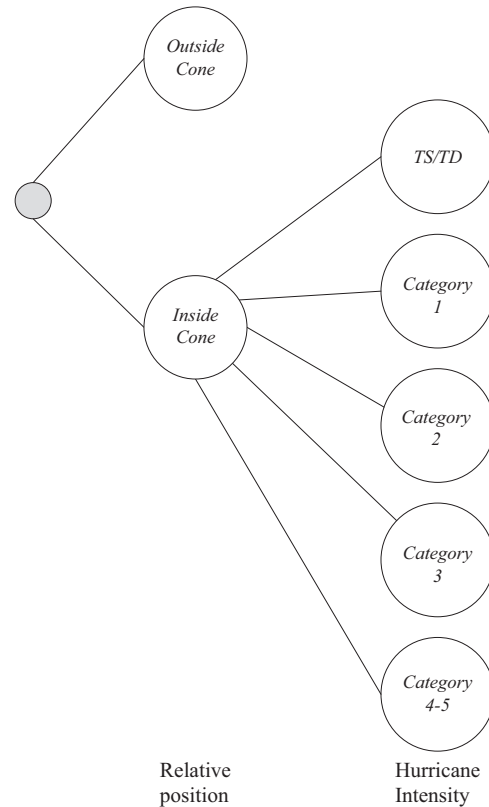 Outside
Cone
TS/TD
Category
1
Inside
Cone
Category
2
Category
3
Category
4-5
Relative
position
Hurricane
Intensity